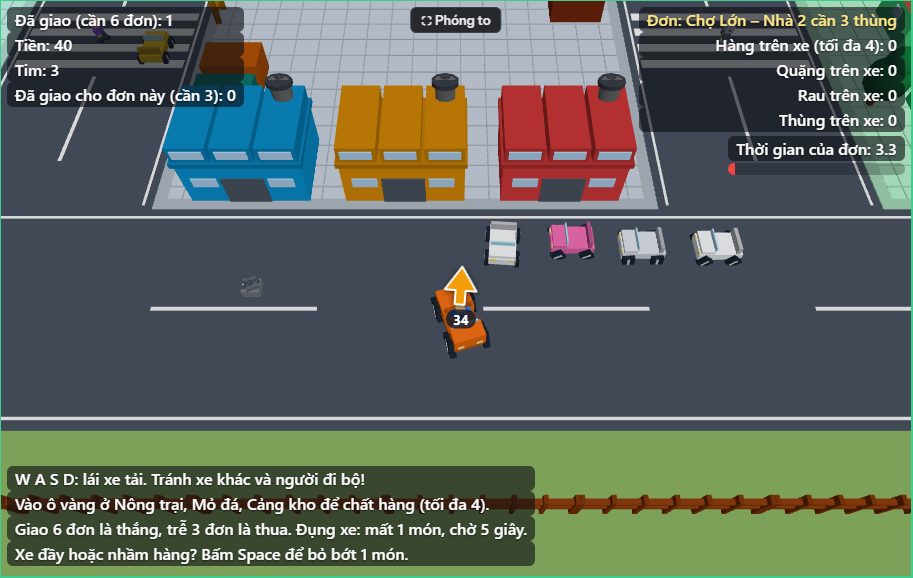 Đã giao (cần 6 đơn): 1
Tiền: 40
Tim: 3
Đã giao cho đơn này (cần 3): 0
Phóng to
Đơn: Chợ Lớn – Nhà 2 cần 3 thùng
Hàng trên xe (tối đa 4): 0
Quặng trên xe: 0
Rau trên xe: 0
Thùng trên xe: 0
Thời gian của đơn: 3.3
34
W A S D: lái xe tải. Tránh xe khác và người đi bộ!
Vào ô vàng ở Nông trại, Mỏ đá, Cảng kho để chất hàng (tối đa 4).
Giao 6 đơn là thắng, trễ 3 đơn là thua. Đụng xe: mất 1 món, chờ 5 giây.
Xe đầy hoặc nhầm hàng? Bấm Space để bỏ bớt 1 món.